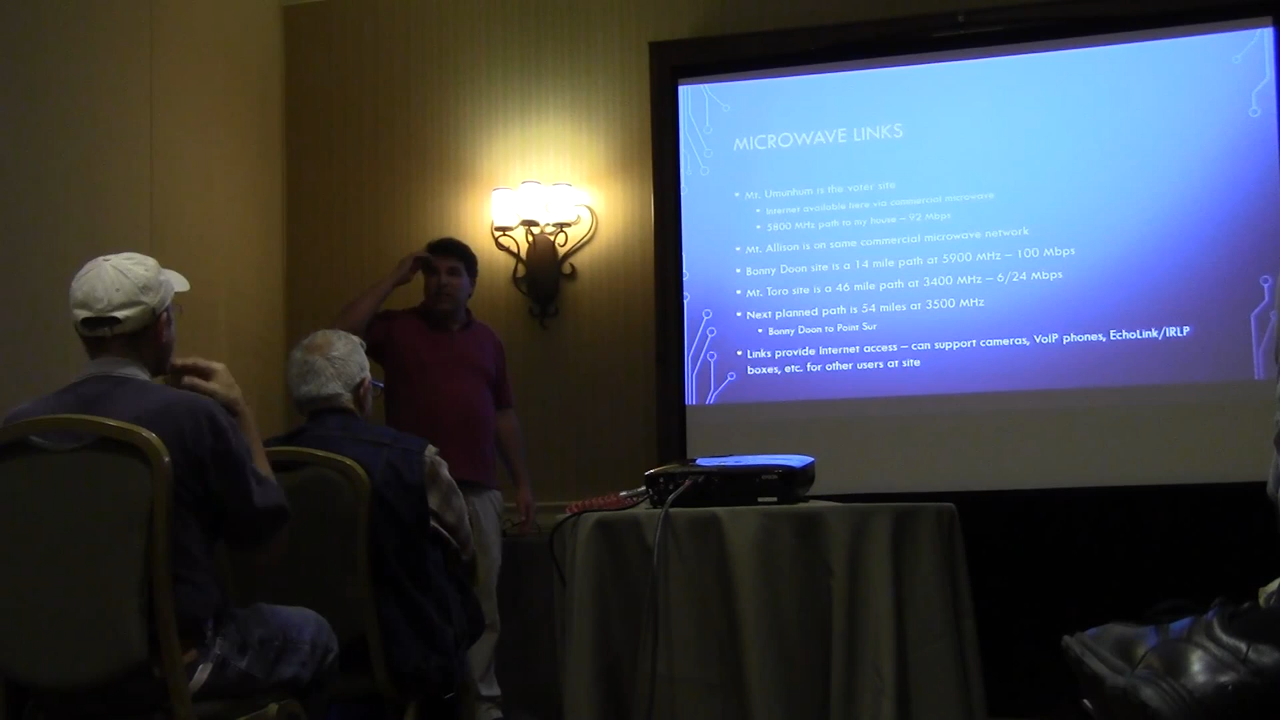 MICROWAVE LINKS
• Mt. Umunhum is the voter site
• Internet available here via commercial microwave
• 5800 MHs path to my house – 92 Mbps
• Mt. Allison is on same commercial microwave network
• Bonny Doon site is a 14 mile path at 5900 MHz – 100 Mbps
• Mt. Toro site is a 46 mile path at 3400 MHz – 6/24 Mbps
• Next planned path is 54 miles at 3500 MHz
• Bonny Doon to Point Sur
• Links provide Internet access – can support cameras, VoIP phones, EchoLink/IRLP
boxes, etc. for other users at site